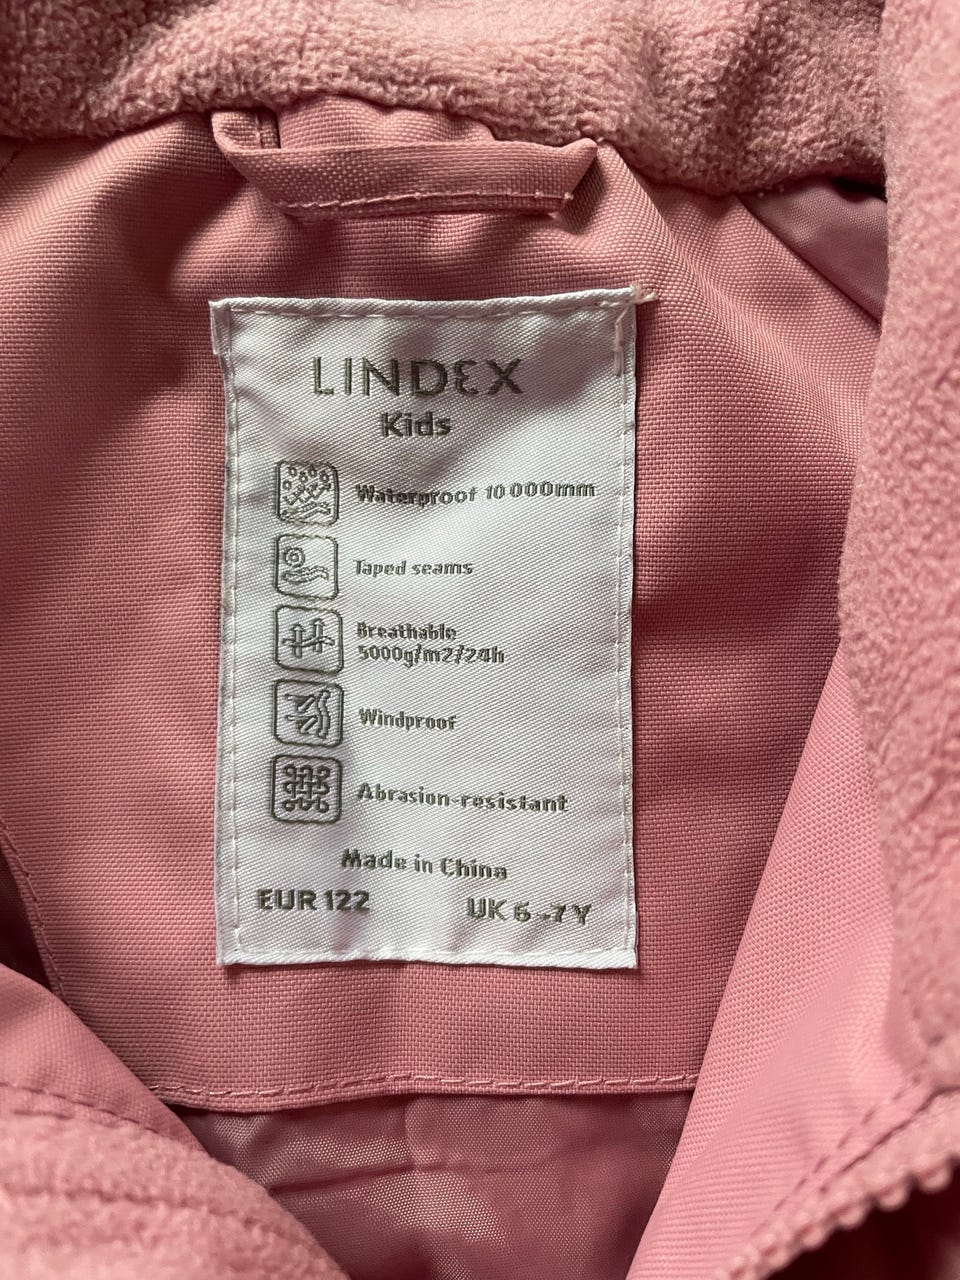 LINDEX
Kids
Waterproof 10 000mm
Taped seams
Breathable
5000g/m2/24h
Windproof
Abrasion-resistant
Made in China
EUR 122 UK 6 -7 Y